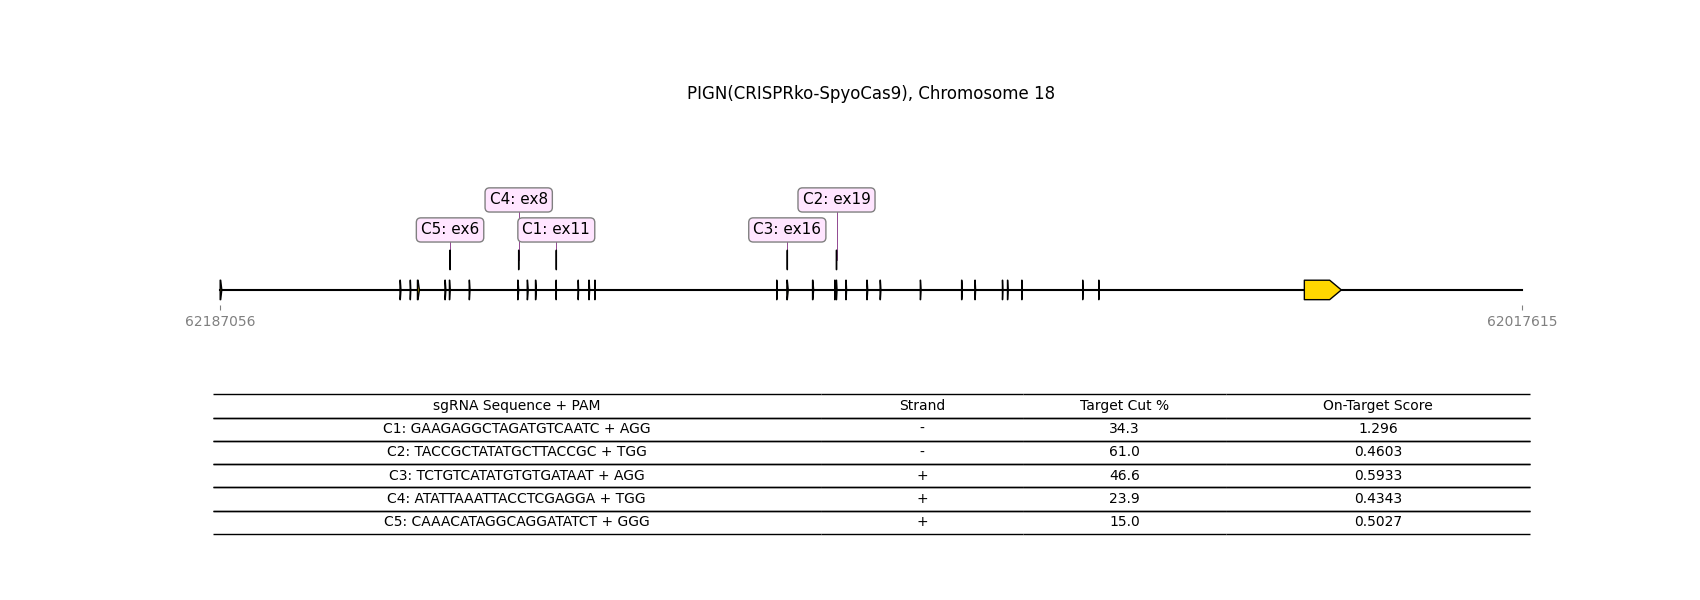 PIGN(CRISPRko-SpyoCas9), Chromosome 18
C4: ex8
C2: ex19
C5: ex6
C1: ex11
C3: ex16
62187056
62017615
sgRNA Sequence + PAM Strand Target Cut % On-Target Score
C1: GAAGAGGCTAGATGTCAATC + AGG - 34.3 1.296
C2: TACCGCTATATGCTTACCGC + TGG - 61.0 0.4603
C3: TCTGTCATATGTGTGATAAT + AGG + 46.6 0.5933
C4: ATATTAAATTACCTCGAGGA + TGG + 23.9 0.4343
C5: CAAACATAGGCAGGATATCT + GGG + 15.0 0.5027